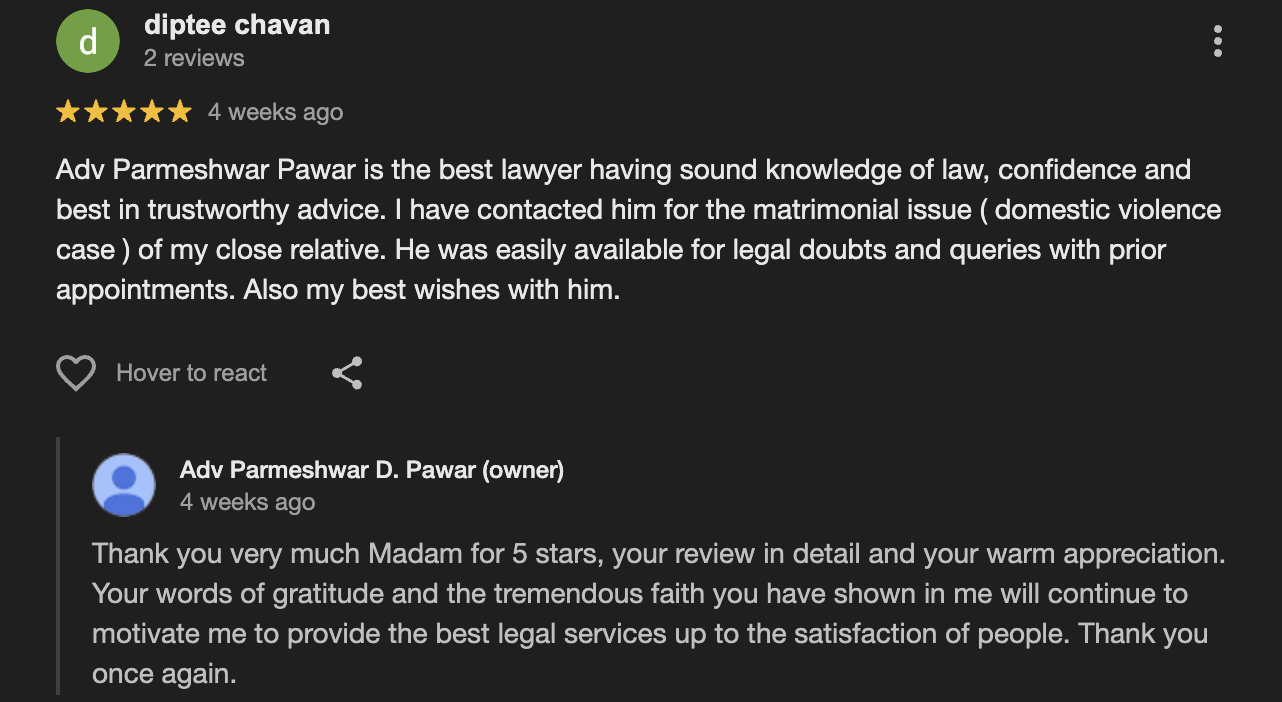 d
diptee chavan
2 reviews
4 weeks ago
Adv Parmeshwar Pawar is the best lawyer having sound knowledge of law, confidence and
best in trustworthy advice. I have contacted him for the matrimonial issue ( domestic violence
case ) of my close relative. He was easily available for legal doubts and queries with prior
appointments. Also my best wishes with him.
Hover to react
Adv Parmeshwar D. Pawar (owner)
4 weeks ago
Thank you very much Madam for 5 stars, your review in detail and your warm appreciation.
Your words of gratitude and the tremendous faith you have shown in me will continue to
motivate me to provide the best legal services up to the satisfaction of people. Thank you
once again.